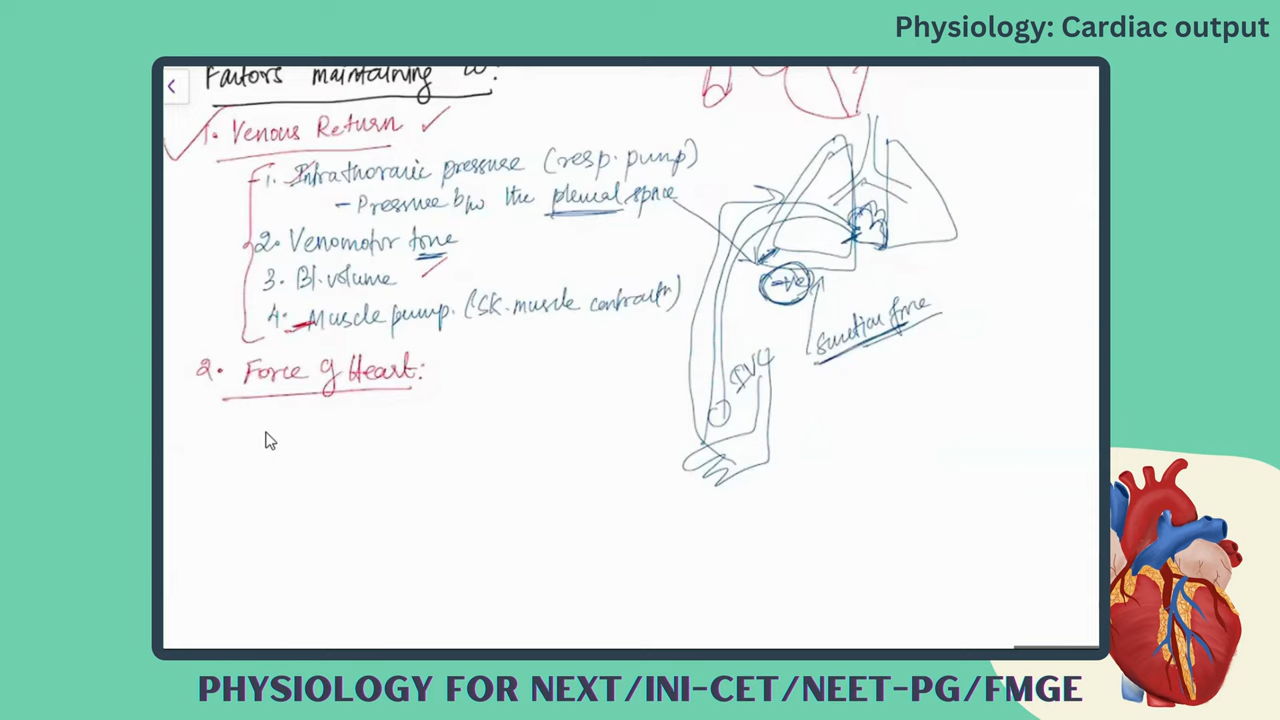 Physiology: Cardiac output
Factors maintaining
1. Venous Return ✓
1. Intrathoracic pressure (resp. pump)
- Pressure b/w the pleural space
2. Venomotor tone
3. Bl. volume
4. Muscle pump. (Sk. muscle contractn)
-ve
suction force
IVC
2. Force of Heart:
PHYSIOLOGY FOR NEXT/INI-CET/NEET-PG/FMGE